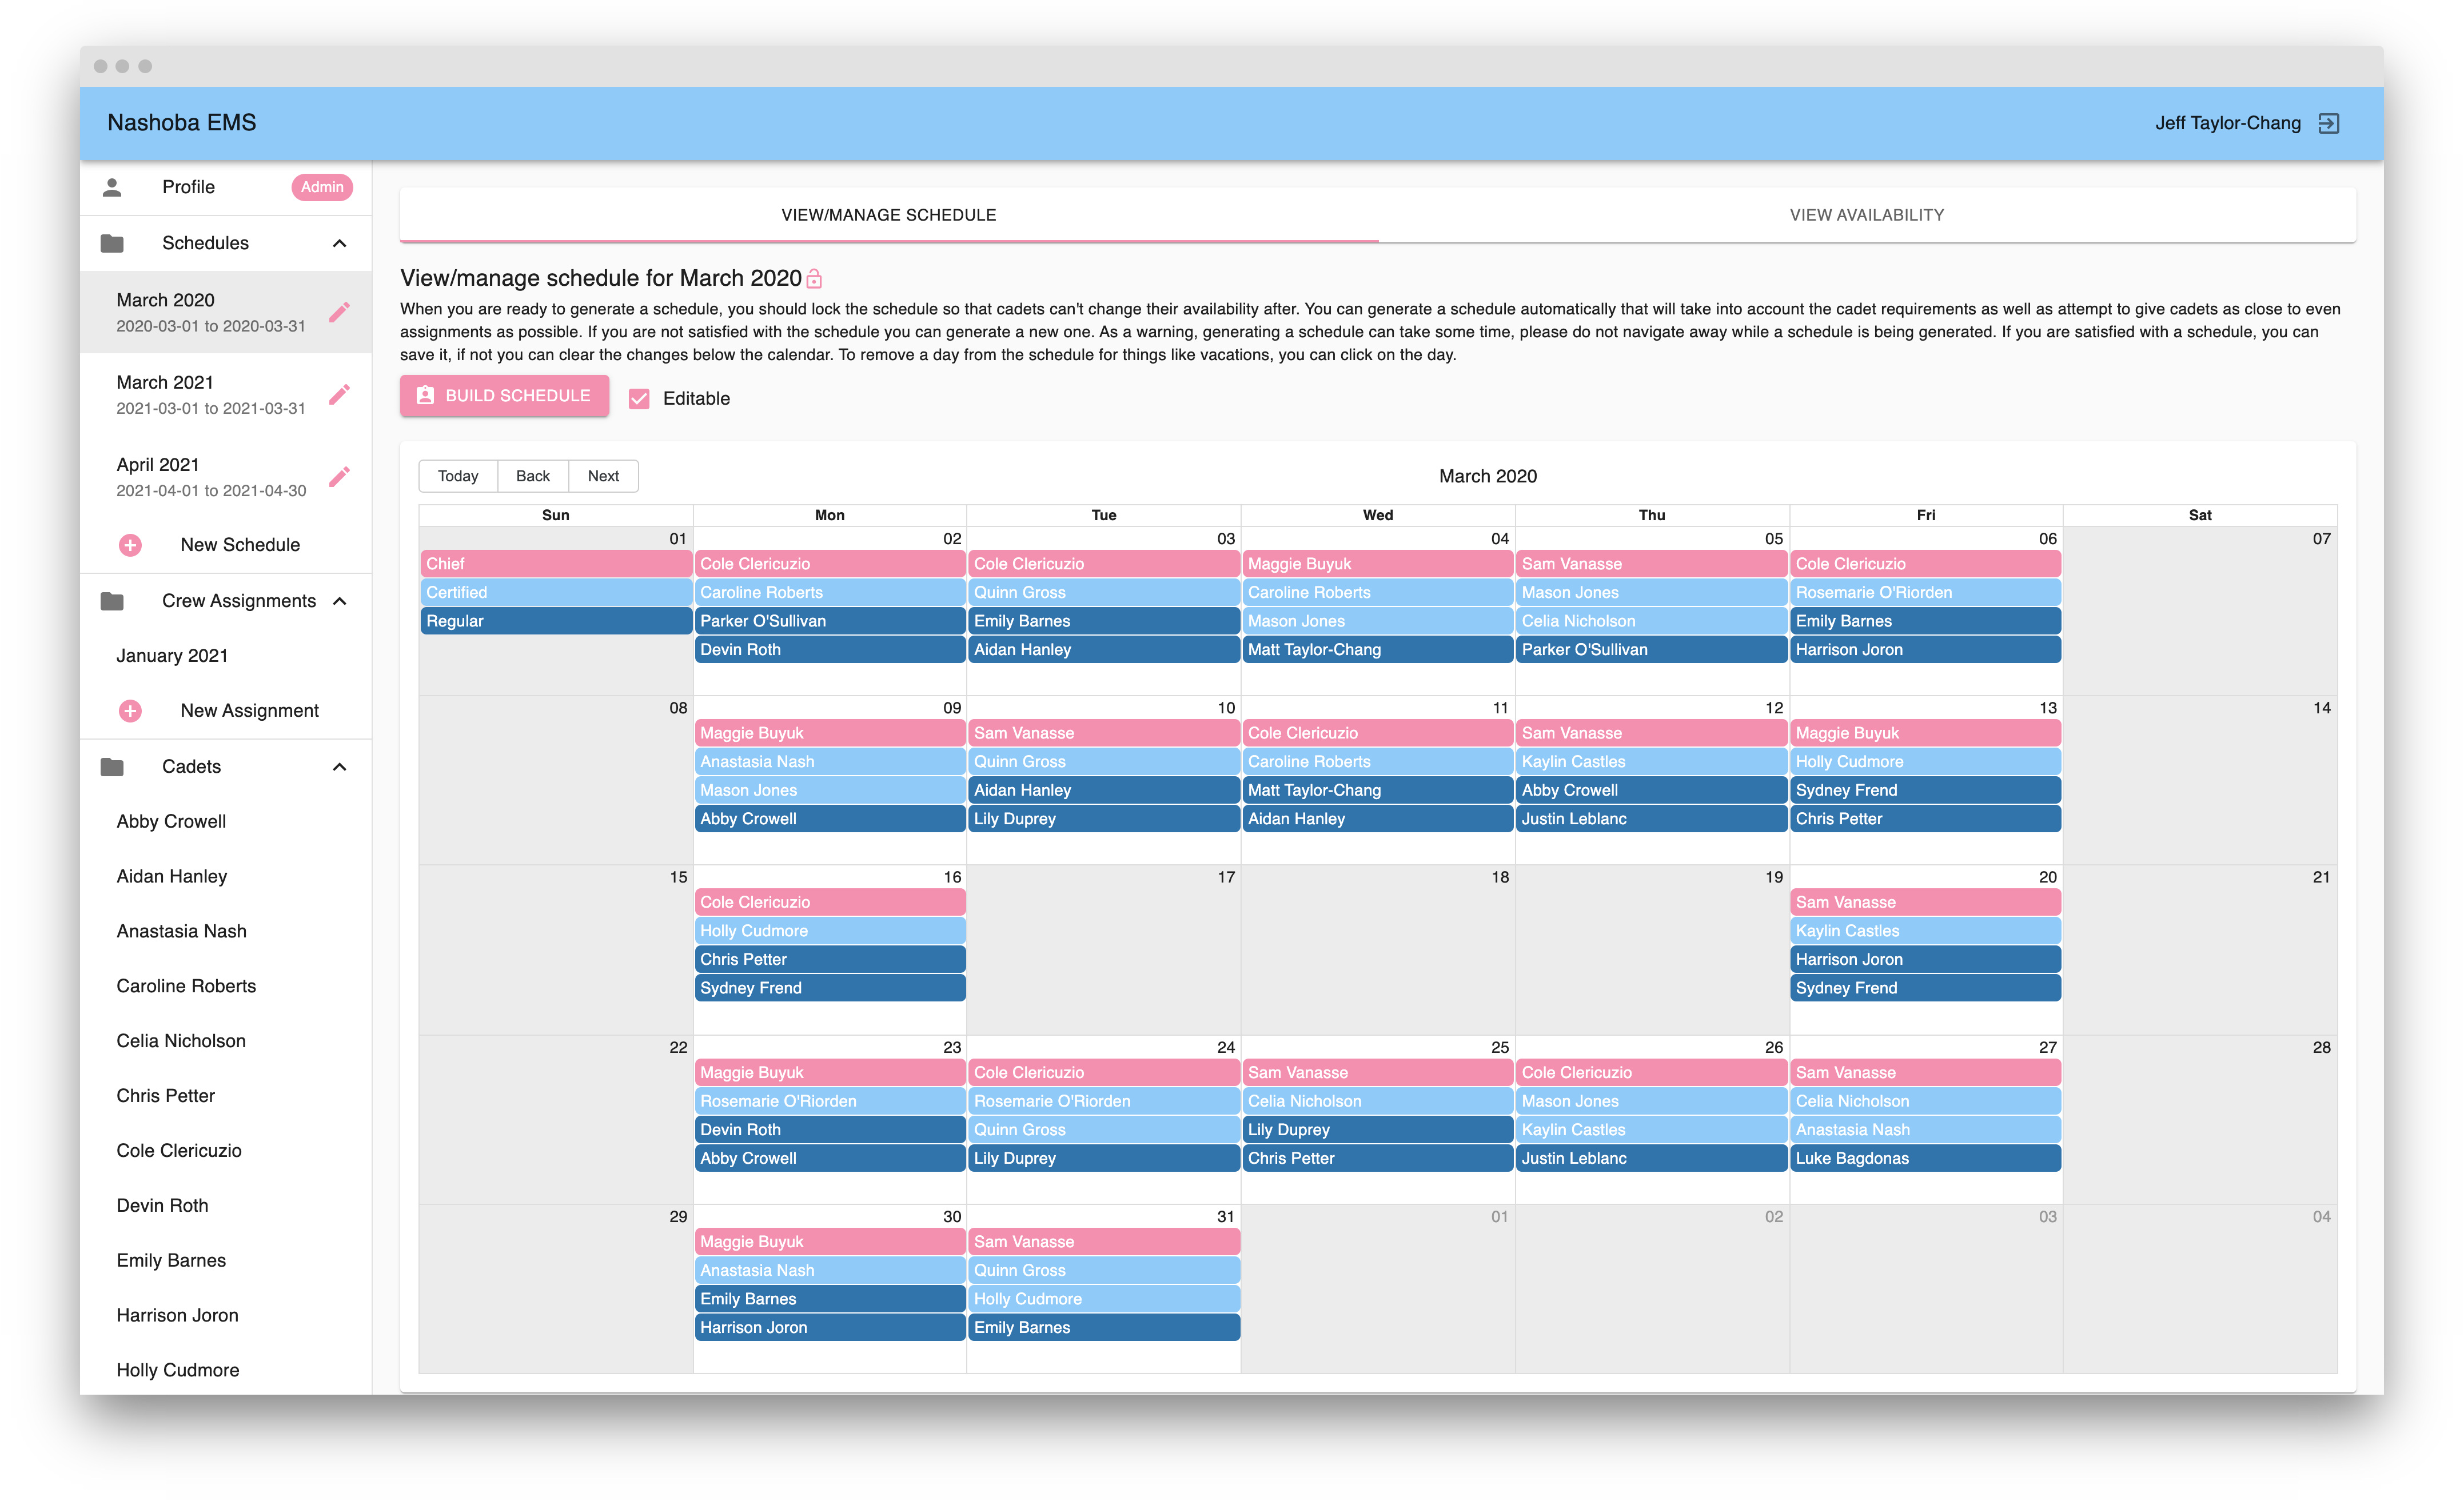 Nashoba EMS
Jeff Taylor-Chang
Profile
Admin
Schedules
March 2020
2020-03-01 to 2020-03-31
March 2021
2021-03-01 to 2021-03-31
April 2021
2021-04-01 to 2021-04-30
New Schedule
Crew Assignments
January 2021
New Assignment
Cadets
Abby Crowell
Aidan Hanley
Anastasia Nash
Caroline Roberts
Celia Nicholson
Chris Petter
Cole Clericuzio
Devin Roth
Emily Barnes
Harrison Joron
Holly Cudmore
VIEW/MANAGE SCHEDULE
VIEW AVAILABILITY
View/manage schedule for March 2020
When you are ready to generate a schedule, you should lock the schedule so that cadets can't change their availability after. You can generate a schedule automatically that will take into account the cadet requirements as well as attempt to give cadets as close to even
assignments as possible. If you are not satisfied with the schedule you can generate a new one. As a warning, generating a schedule can take some time, please do not navigate away while a schedule is being generated. If you are satisfied with a schedule, you can
save it, if not you can clear the changes below the calendar. To remove a day from the schedule for things like vacations, you can click on the day.
BUILD SCHEDULE
Editable
Today Back Next
March 2020
Sun Mon Tue Wed Thu Fri Sat
01 02 03 04 05 06 07
Chief Cole Clericuzio Cole Clericuzio Maggie Buyuk Sam Vanasse Cole Clericuzio
Certified Caroline Roberts Quinn Gross Caroline Roberts Mason Jones Rosemarie O'Riorden
Regular Parker O'Sullivan Emily Barnes Mason Jones Celia Nicholson Emily Barnes
Devin Roth Aidan Hanley Matt Taylor-Chang Parker O'Sullivan Harrison Joron
08 09 10 11 12 13 14
Maggie Buyuk Sam Vanasse Cole Clericuzio Sam Vanasse Maggie Buyuk
Anastasia Nash Quinn Gross Caroline Roberts Kaylin Castles Holly Cudmore
Mason Jones Aidan Hanley Matt Taylor-Chang Abby Crowell Sydney Frend
Abby Crowell Lily Duprey Aidan Hanley Justin Leblanc Chris Petter
15 16 17 18 19 20 21
Cole Clericuzio Sam Vanasse
Holly Cudmore Kaylin Castles
Chris Petter Harrison Joron
Sydney Frend Sydney Frend
22 23 24 25 26 27 28
Maggie Buyuk Cole Clericuzio Sam Vanasse Cole Clericuzio Sam Vanasse
Rosemarie O'Riorden Rosemarie O'Riorden Celia Nicholson Mason Jones Celia Nicholson
Devin Roth Quinn Gross Lily Duprey Kaylin Castles Anastasia Nash
Abby Crowell Lily Duprey Chris Petter Justin Leblanc Luke Bagdonas
29 30 31 01 02 03 04
Maggie Buyuk Sam Vanasse
Anastasia Nash Quinn Gross
Emily Barnes Holly Cudmore
Harrison Joron Emily Barnes